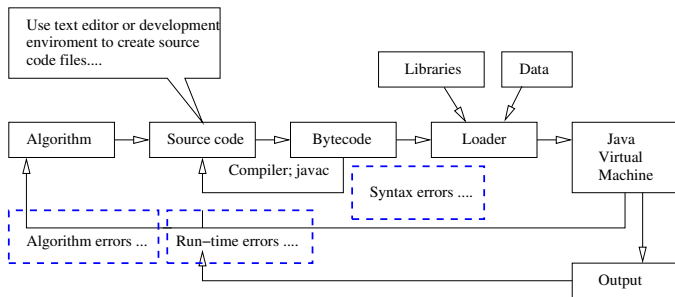 Use text editor or development
enviroment to create source
code files....
Libraries
Data
Algorithm
Source code
Bytecode
Loader
Java
Virtual
Machine
Compiler; javac
Syntax errors ....
Algorithm errors ...
Run−time errors ....
Output